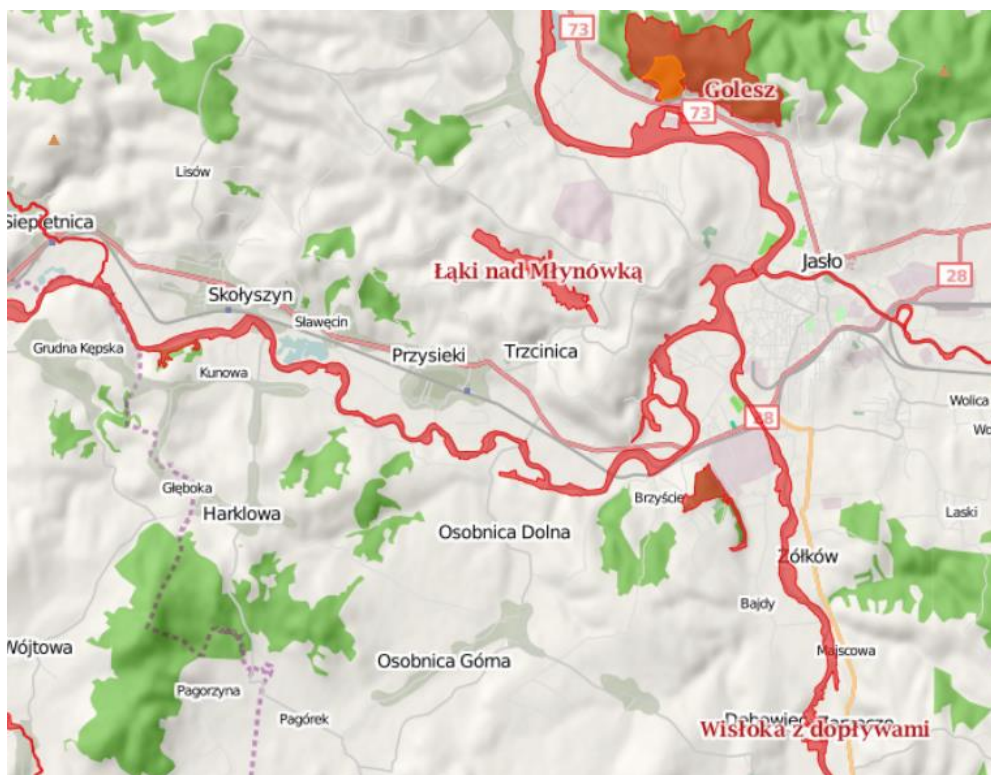 73
Golesz
73
Lisów
Siepietnica
Łąki nad Młynówką
Jasło
28
Skołyszyn
Sławęcin
Grudna Kępska
Przysieki
Trzcinica
Kunowa
Wolica
Wo
28
Głęboka
Brzyście
Harklowa
Laski
Osobnica Dolna
Żółków
Bajdy
Wójtowa
Majscowa
Osobnica Górna
Pagorzyna
Pagórek
Wisłoka z dopływami